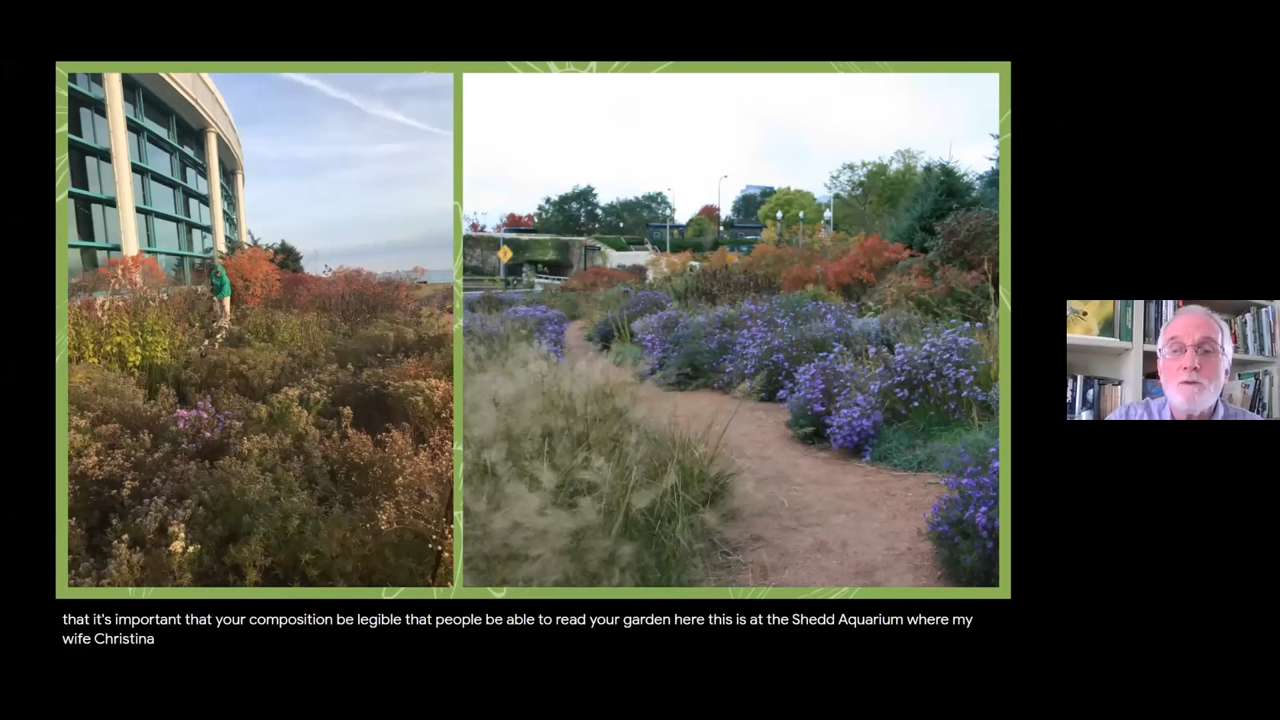 that it's important that your composition be legible that people be able to read your garden here this is at the Shedd Aquarium where my
wife Christina